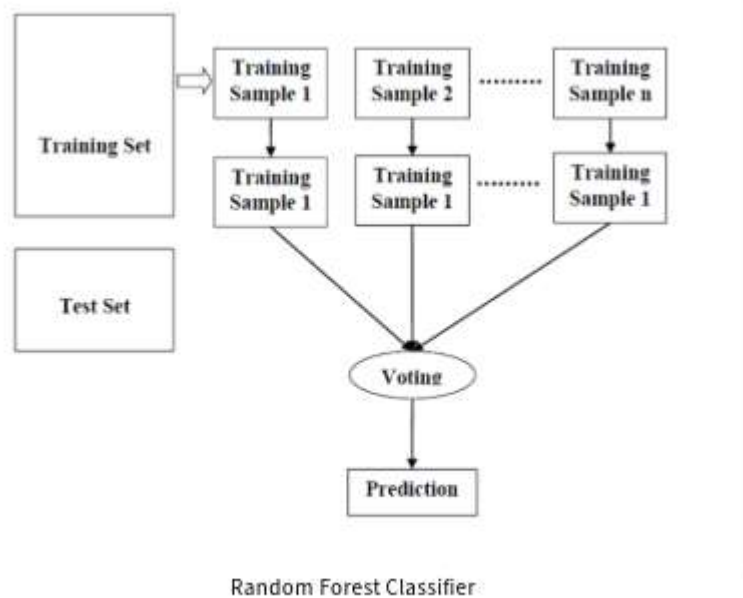 Training Set
Training
Sample 1
Training
Sample 2
Training
Sample n
Training
Sample 1
Training
Sample 1
Training
Sample 1
Test Set
Voting
Prediction
Random Forest Classifier